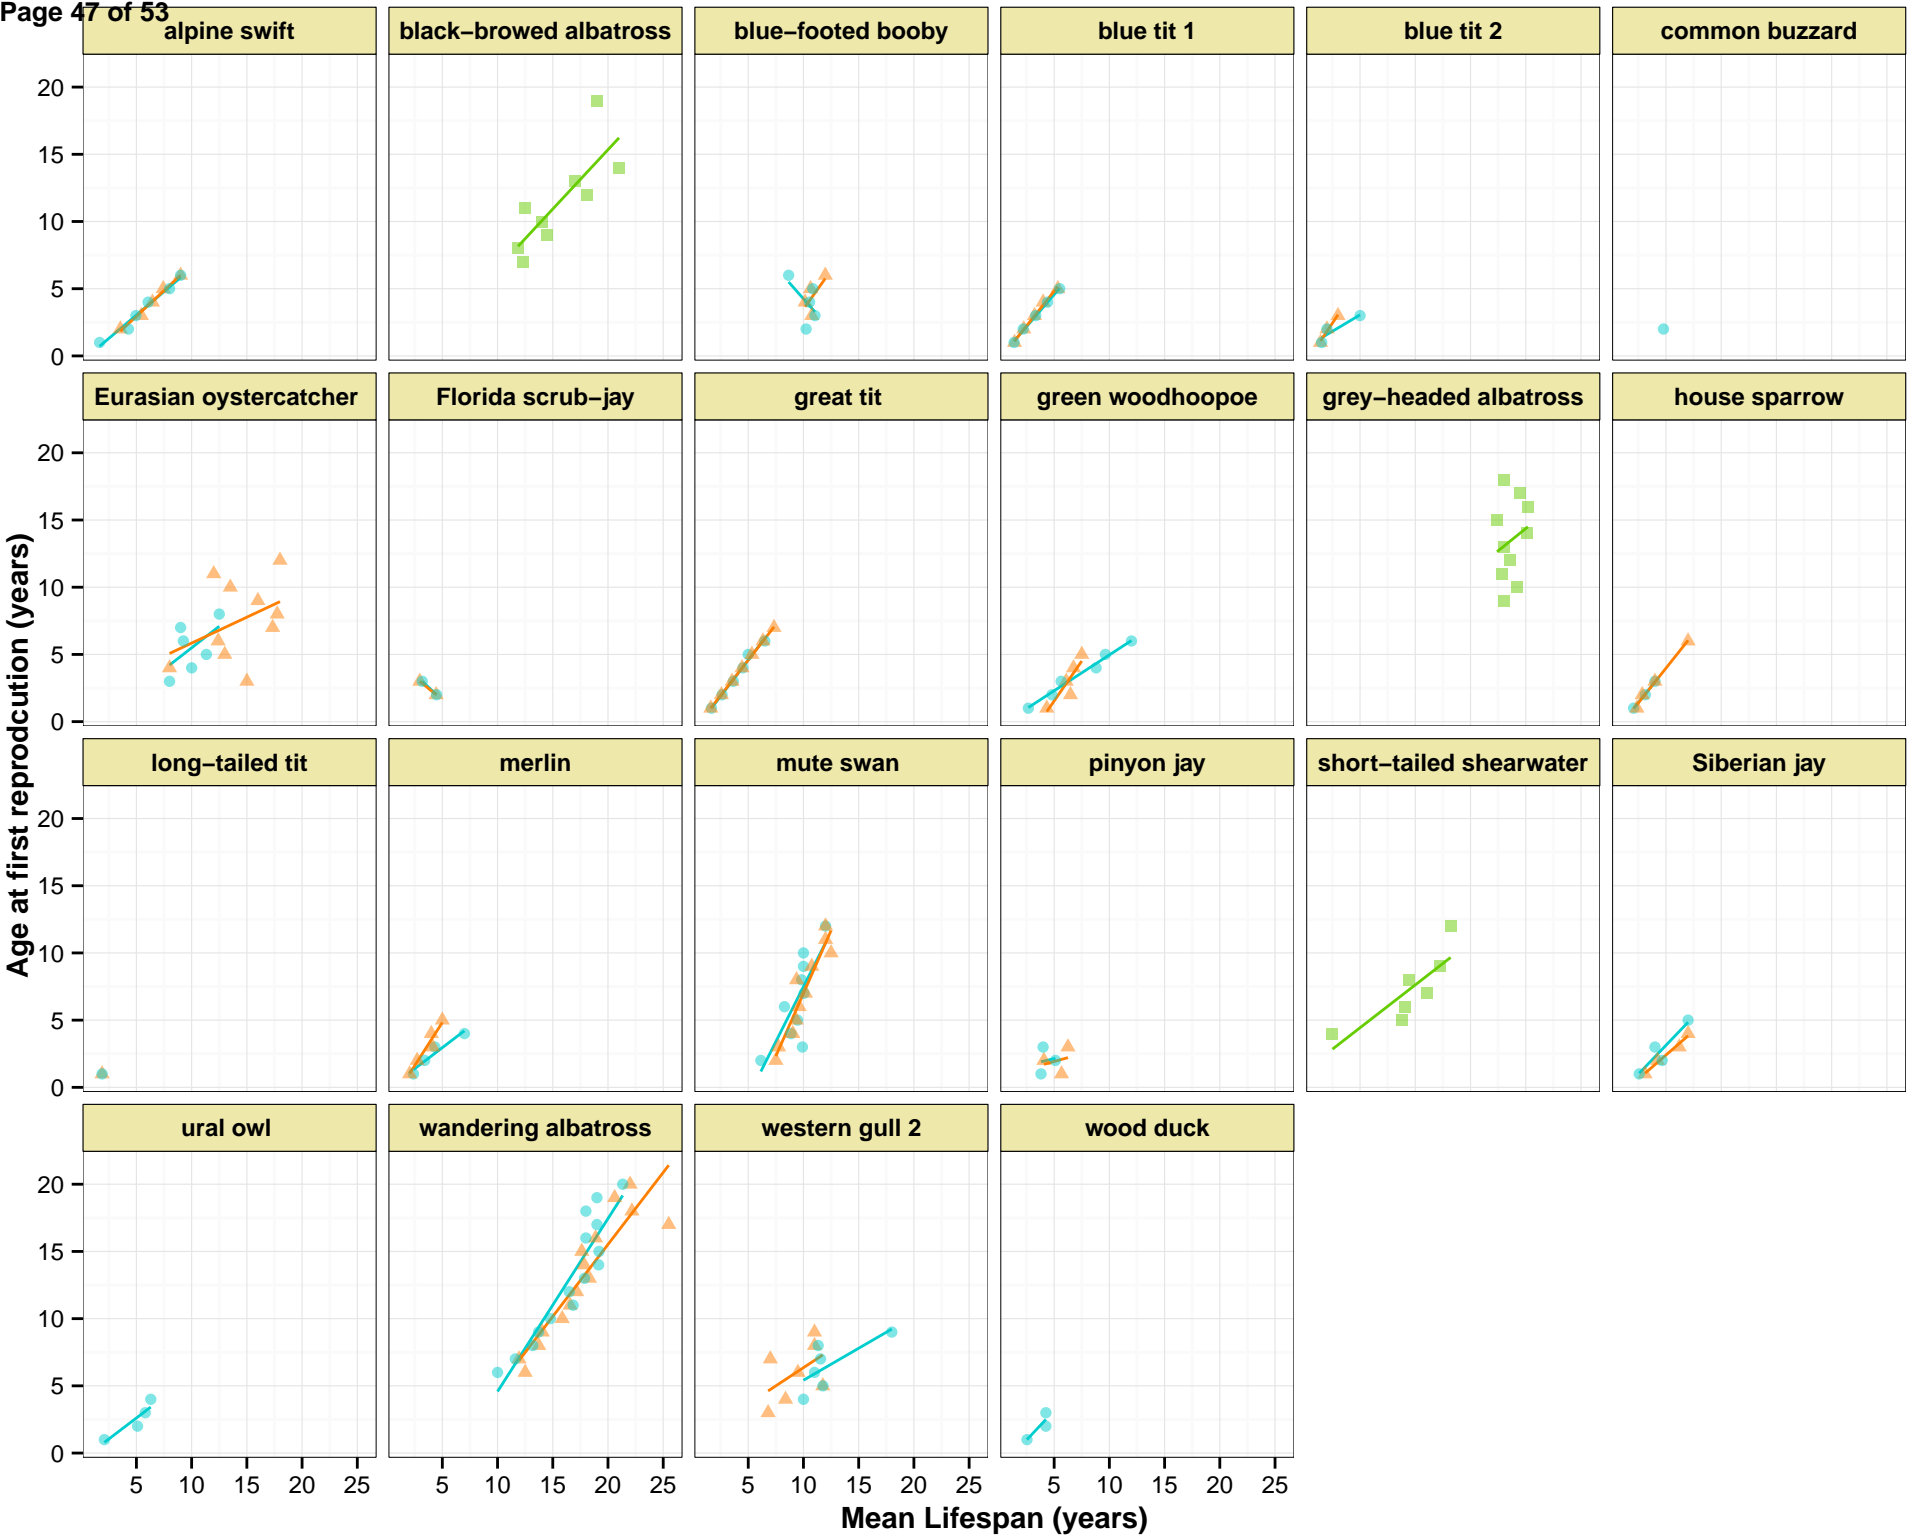 Page 47 of 53
alpine swift
black−browed albatross
blue−footed booby
blue tit 1
blue tit 2
common buzzard
20
15
10
5
0
Eurasian oystercatcher
Florida scrub−jay
great tit
green woodhoopoe
grey−headed albatross
house sparrow
20
15
10
5
0
long−tailed tit
merlin
mute swan
pinyon jay
short−tailed shearwater
Siberian jay
20
15
10
5
0
ural owl
wandering albatross
western gull 2
wood duck
20
15
10
5
0
5 10 15 20 25
5 10 15 20 25
5 10 15 20 25
5 10 15 20 25
Mean Lifespan (years)
Age at first reprodcution (years)